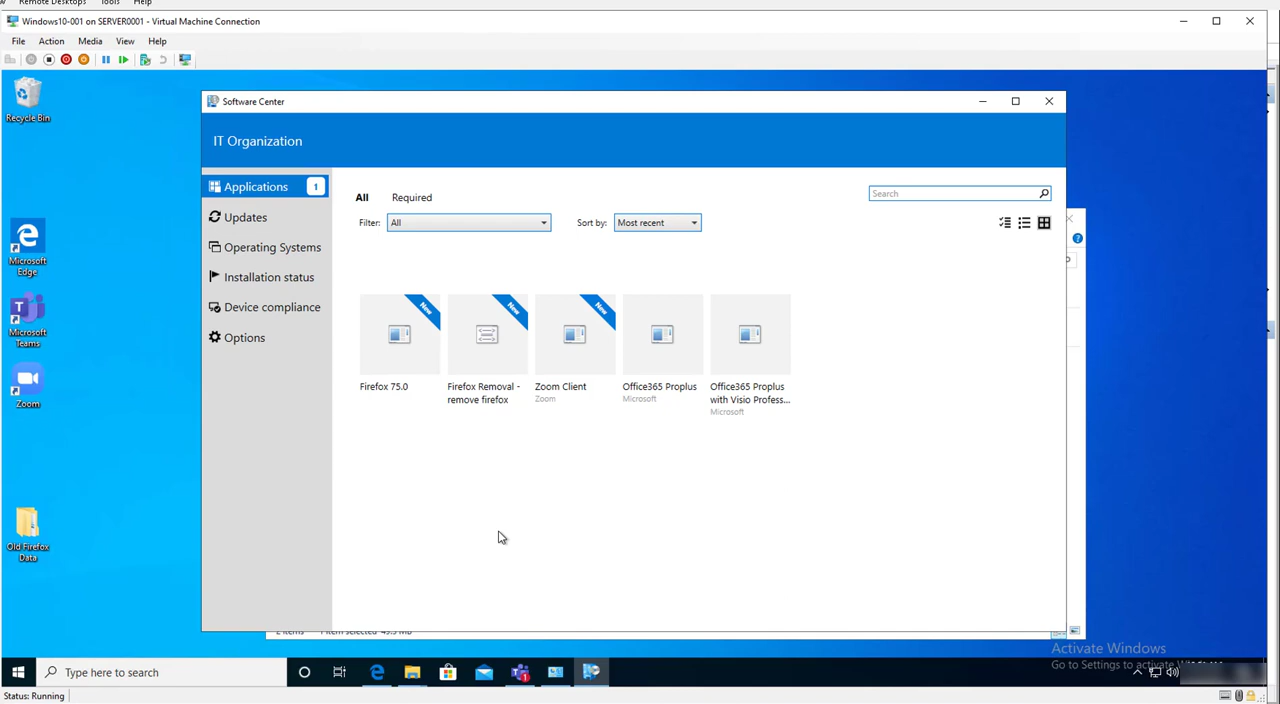 Remote Desktops Tools Help
Windows10-001 on SERVER0001 - Virtual Machine Connection
File Action Media View Help
Recycle Bin
Software Center
IT Organization
Applications 1
All Required
Search
Filter: All Sort by: Most recent
Updates
Operating Systems
Installation status
Device compliance
Options
Microsoft
Edge
Microsoft
Teams
Zoom
Old Firefox
Data
New New New
Firefox 75.0
Firefox Removal -
remove firefox
Zoom Client
Zoom
Office365 Proplus
Microsoft
Office365 Proplus
with Visio Profess...
Microsoft
Activate Windows
Go to Settings to activate Windows.
Type here to search
Status: Running